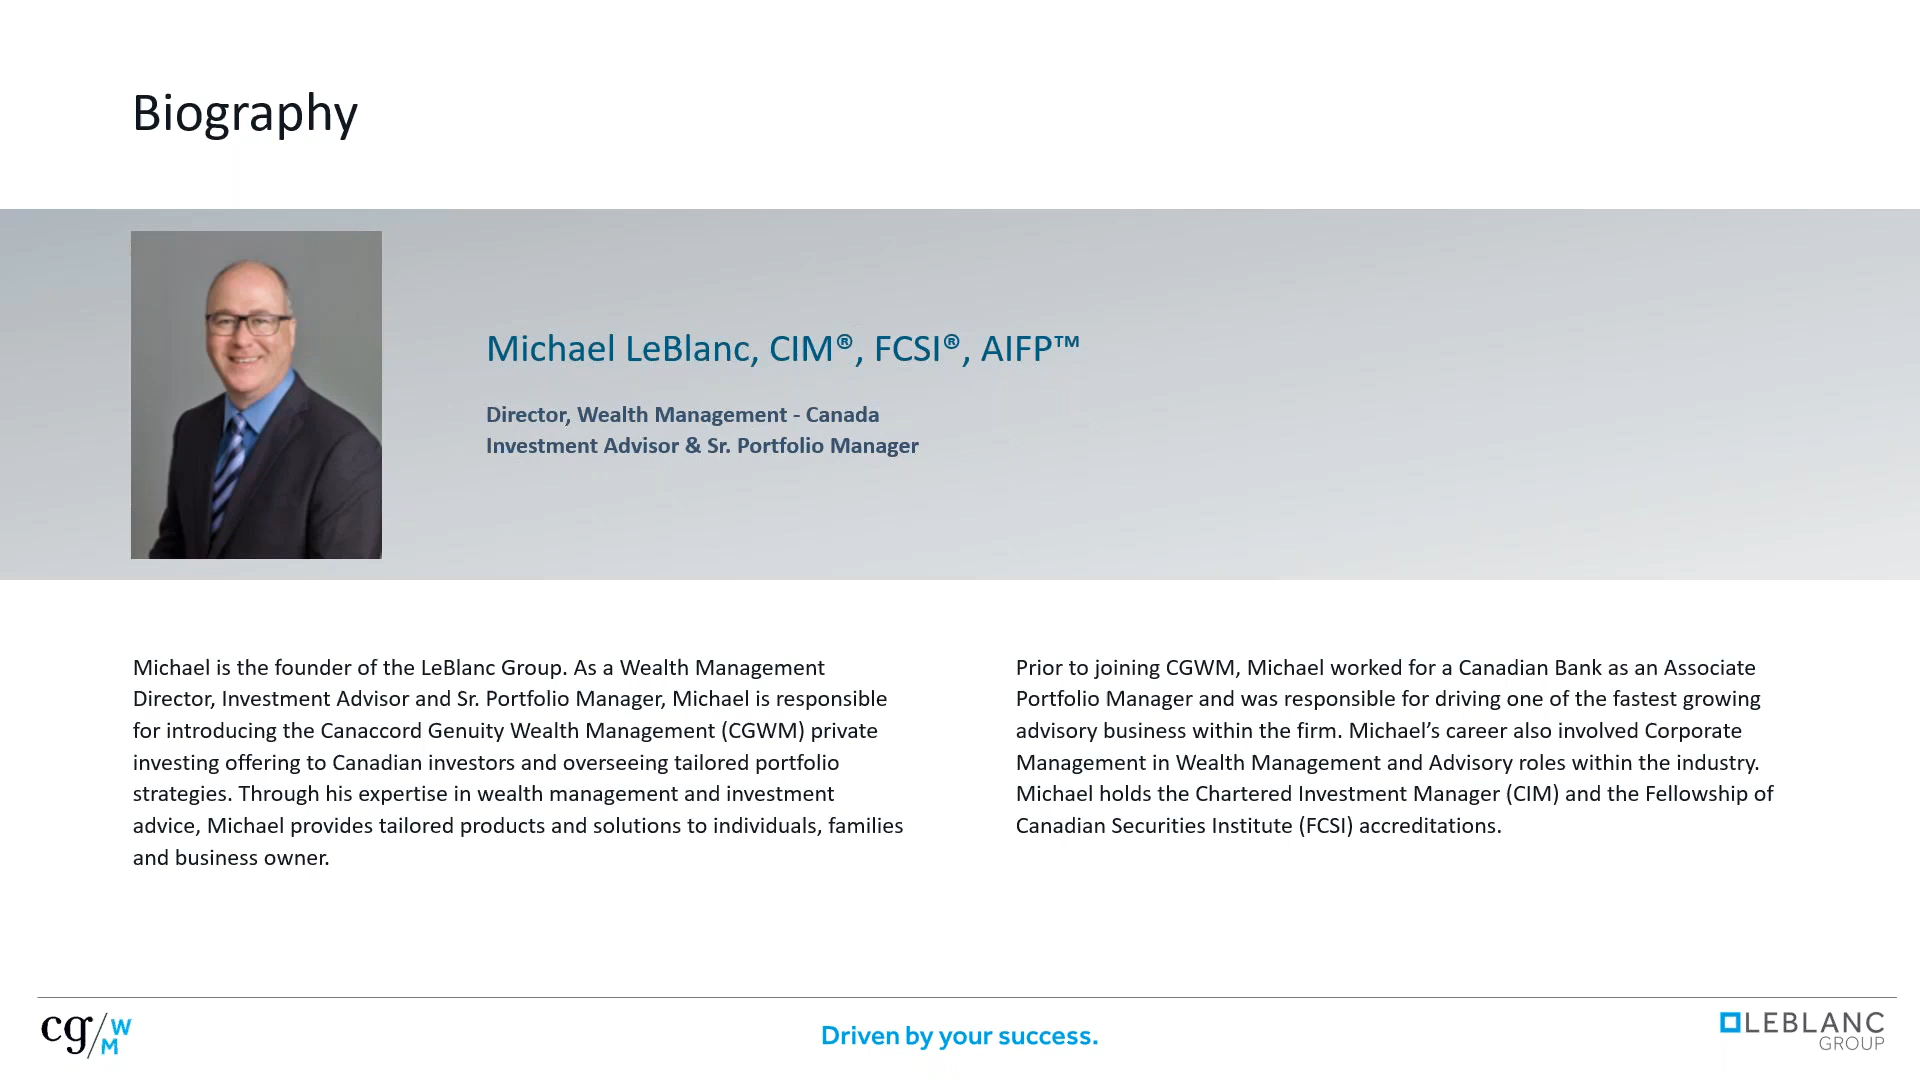 Biography
Michael LeBlanc, CIM®, FCSI®, AIFP™
Director, Wealth Management - Canada
Investment Advisor & Sr. Portfolio Manager
Michael is the founder of the LeBlanc Group. As a Wealth Management
Director, Investment Advisor and Sr. Portfolio Manager, Michael is responsible
for introducing the Canaccord Genuity Wealth Management (CGWM) private
investing offering to Canadian investors and overseeing tailored portfolio
strategies. Through his expertise in wealth management and investment
advice, Michael provides tailored products and solutions to individuals, families
and business owner.
Prior to joining CGWM, Michael worked for a Canadian Bank as an Associate
Portfolio Manager and was responsible for driving one of the fastest growing
advisory business within the firm. Michael’s career also involved Corporate
Management in Wealth Management and Advisory roles within the industry.
Michael holds the Chartered Investment Manager (CIM) and the Fellowship of
Canadian Securities Institute (FCSI) accreditations.
cg/WM
Driven by your success.
LEBLANC
GROUP